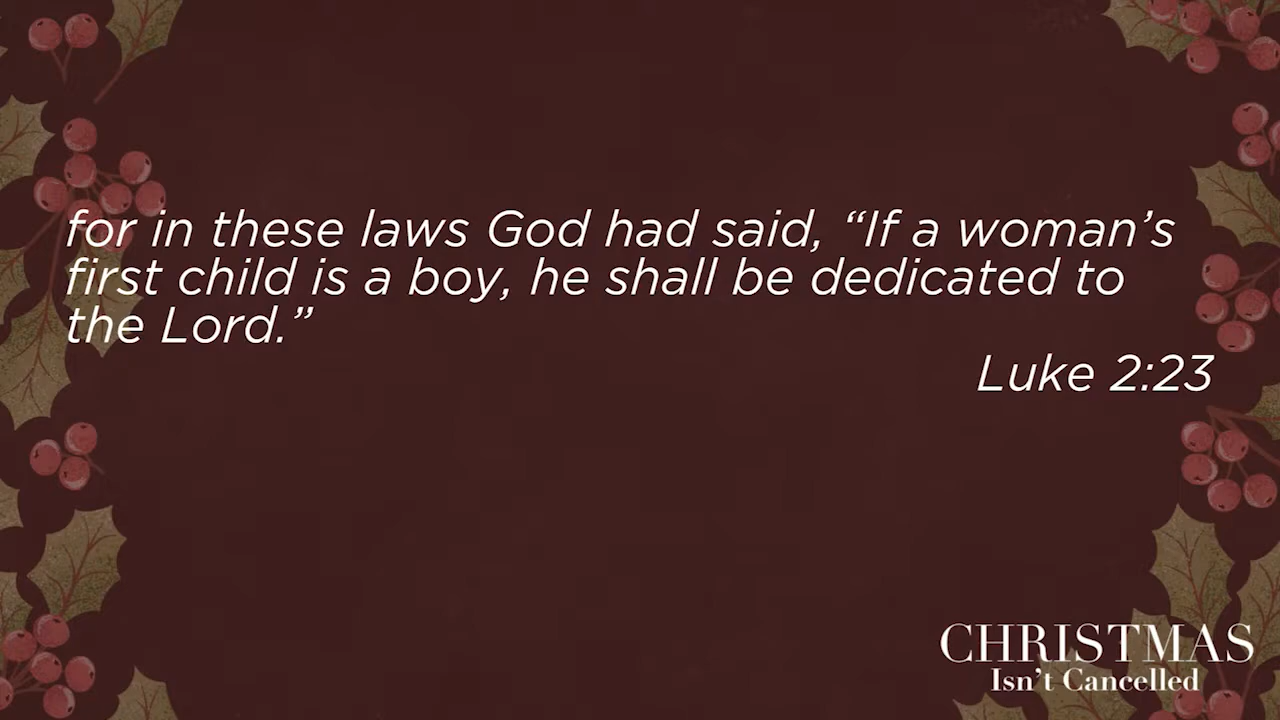 for in these laws God had said, “If a woman’s
first child is a boy, he shall be dedicated to
the Lord.”
Luke 2:23
CHRISTMAS
Isn’t Cancelled